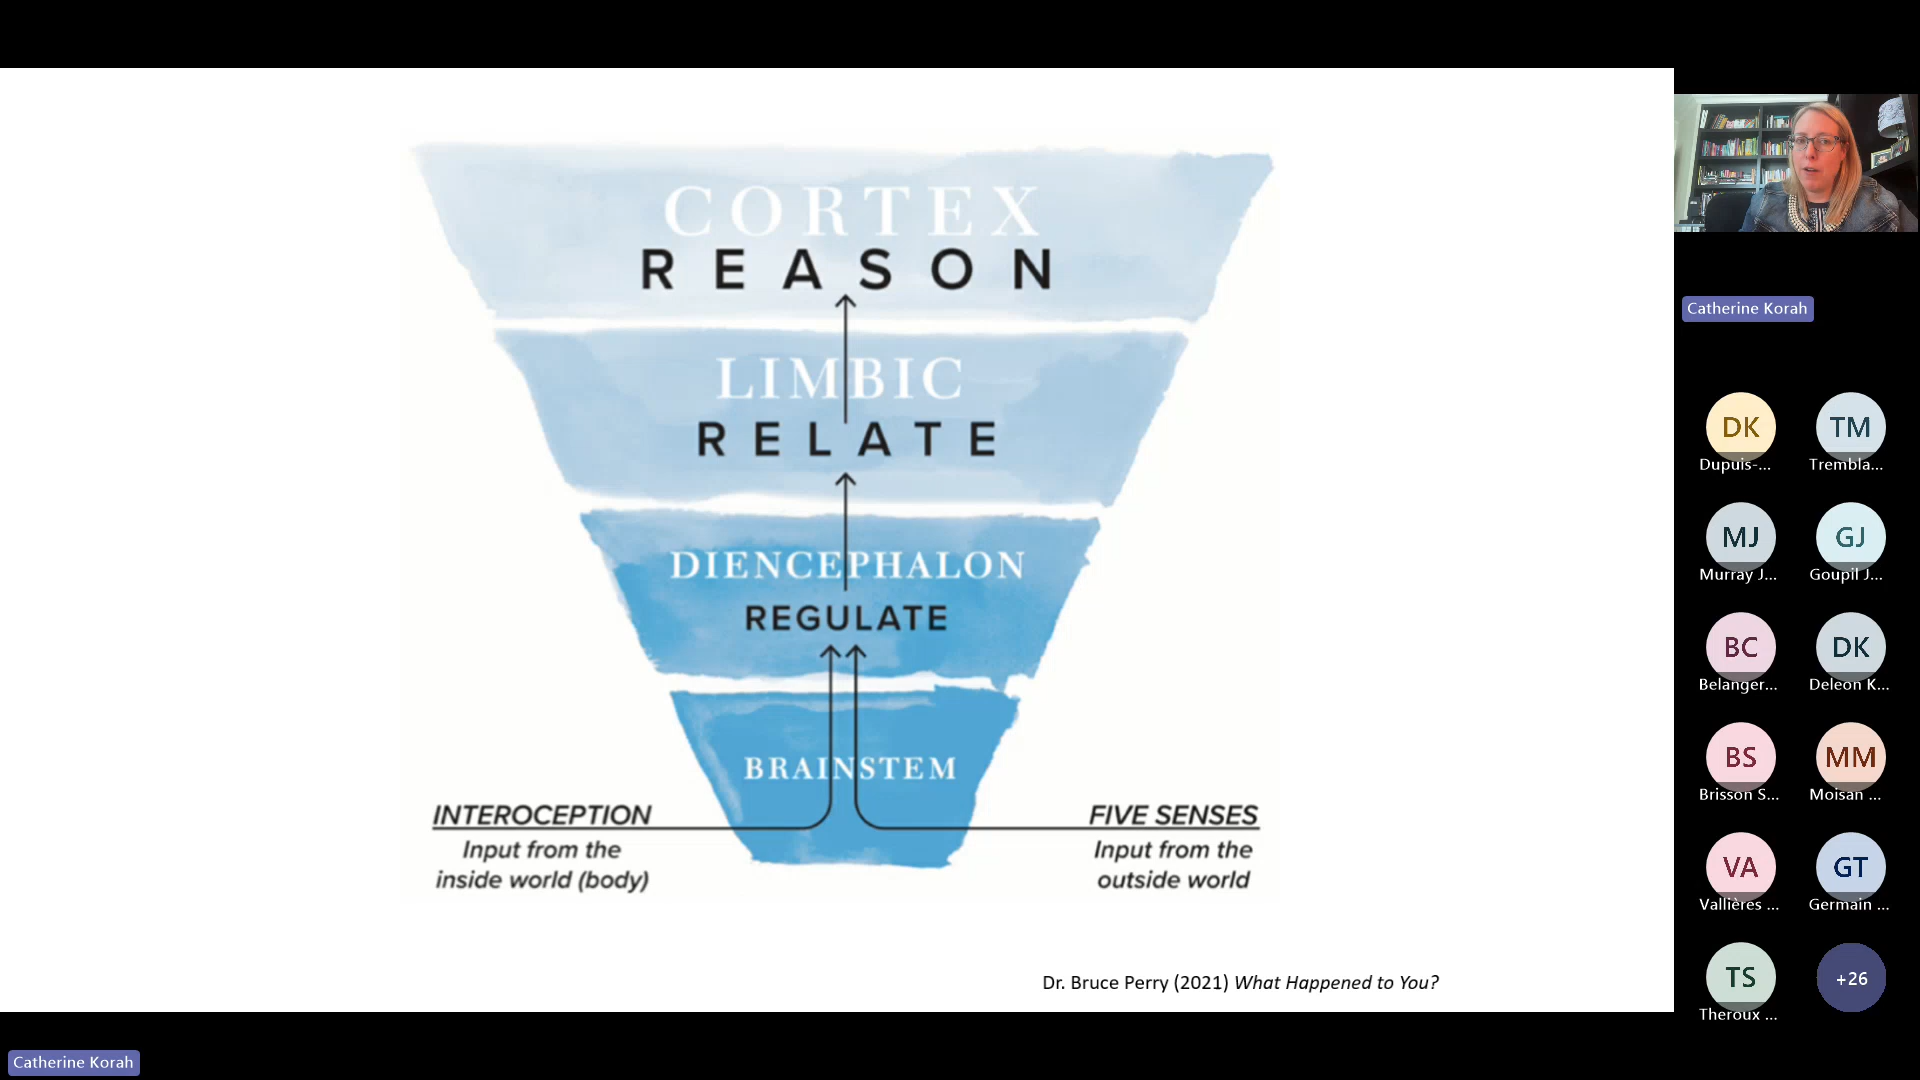 CORTEX
REASON
LIMBIC
RELATE
DIENCEPHALON
REGULATE
BRAINSTEM
INTEROCEPTION
Input from the
inside world (body)
FIVE SENSES
Input from the
outside world
Dr. Bruce Perry (2021) What Happened to You?
Catherine Korah
Catherine Korah
DK
TM
Dupuis-...
Trembla...
MJ
GJ
Murray J...
Goupil J...
BC
DK
Belanger...
Deleon K...
BS
MM
Brisson S...
Moisan ...
VA
GT
Vallières ...
Germain ...
TS
+26
Theroux ...